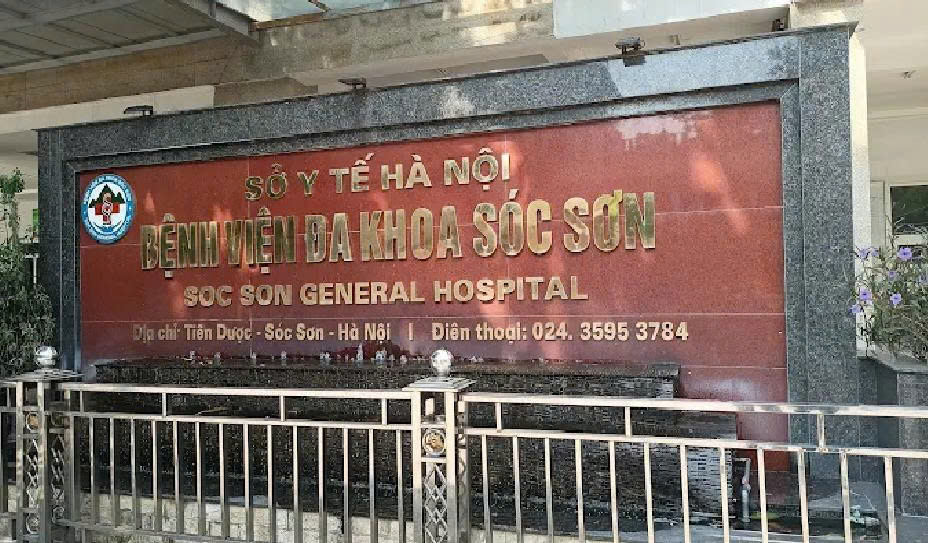 SỞ Y TẾ HÀ NỘI
BỆNH VIỆN ĐA KHOA SÓC SƠN
SOC SON GENERAL HOSPITAL
Địa chỉ: Tiên Dược - Sóc Sơn - Hà Nội | Điện thoại: 024. 3595 3784